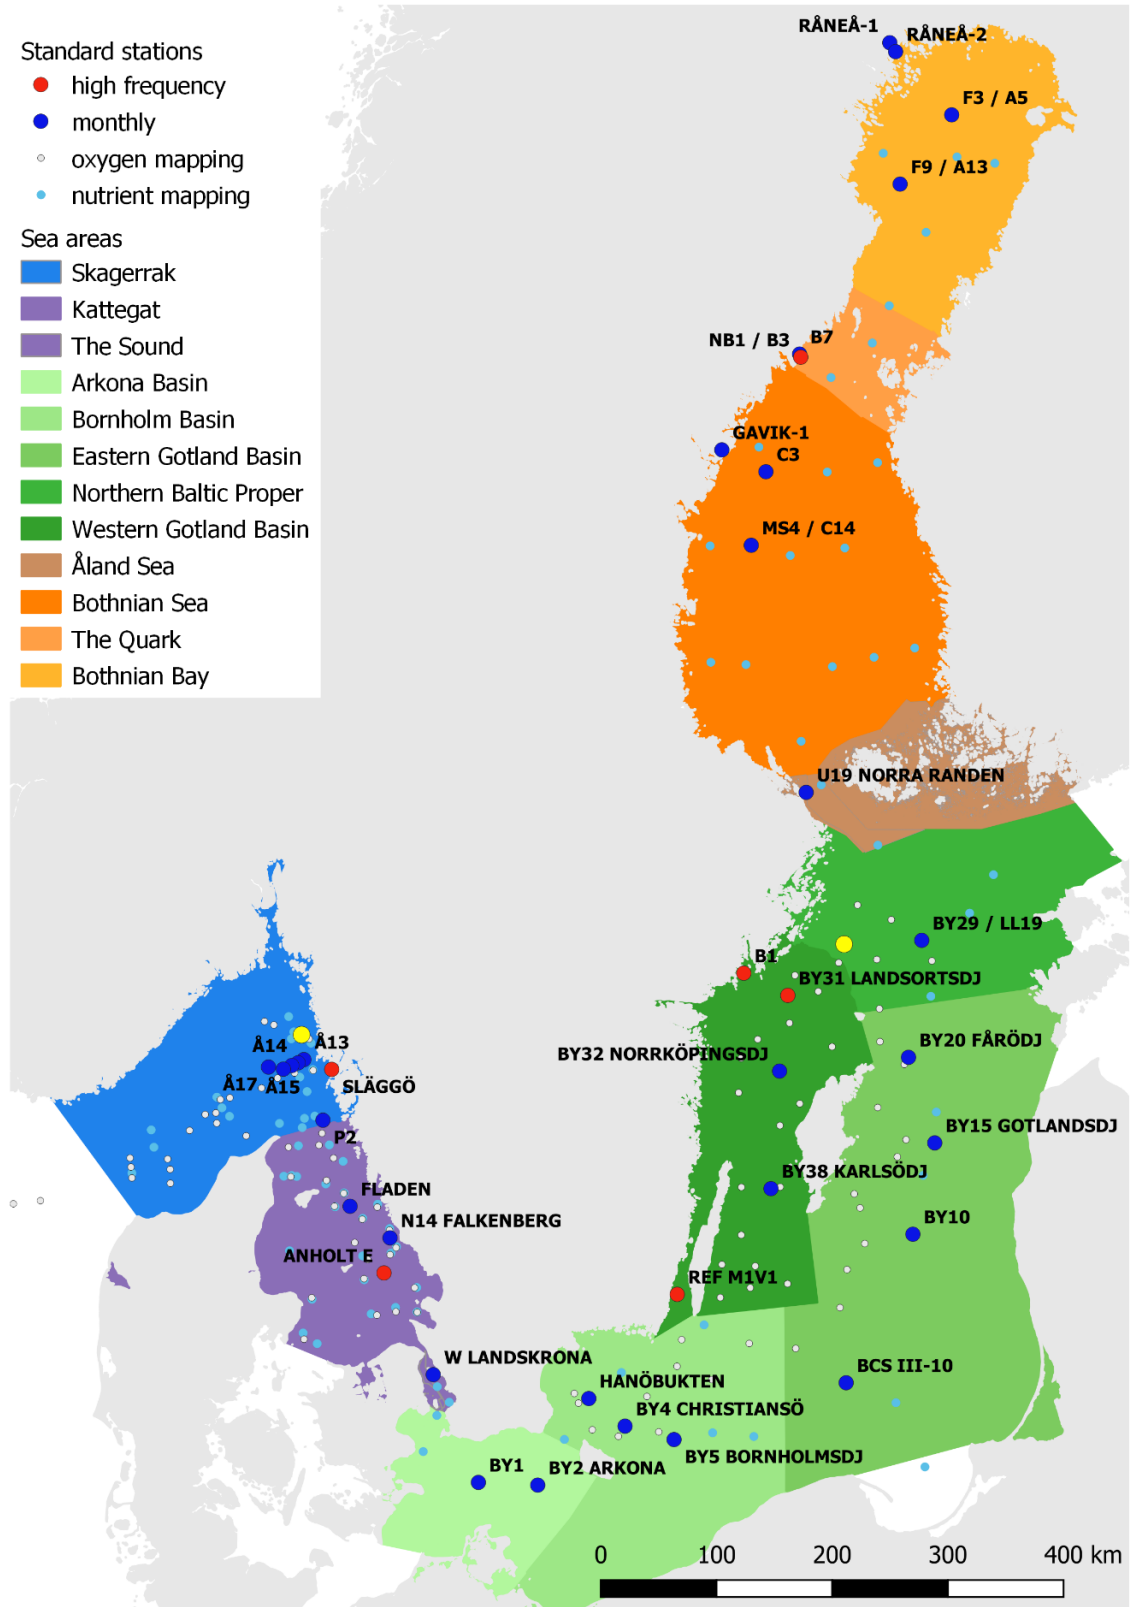 Standard stations
high frequency
monthly
oxygen mapping
nutrient mapping
Sea areas
Skagerrak
Kattegat
The Sound
Arkona Basin
Bornholm Basin
Eastern Gotland Basin
Northern Baltic Proper
Western Gotland Basin
Åland Sea
Bothnian Sea
The Quark
Bothnian Bay
RÅNEÅ-1
RÅNEÅ-2
F3 / A5
F9 / A13
NB1 / B3
B7
GAVIK-1
C3
MS4 / C14
U19 NORRA RANDEN
BY29 / LL19
B1
BY31 LANDSORTSDJ
Å14
Å13
BY32 NORRKÖPINGSDJ
BY20 FÅRÖDJ
Å17
Å15
SLÄGGÖ
P2
BY15 GOTLANDSDJ
BY38 KARLSÖDJ
FLADEN
N14 FALKENBERG
BY10
ANHOLT E
REF M1V1
W LANDSKRONA
BCS III-10
HANÖBUKTEN
BY4 CHRISTIANSÖ
BY5 BORNHOLMSDJ
BY1
BY2 ARKONA
0 100 200 300 400 km